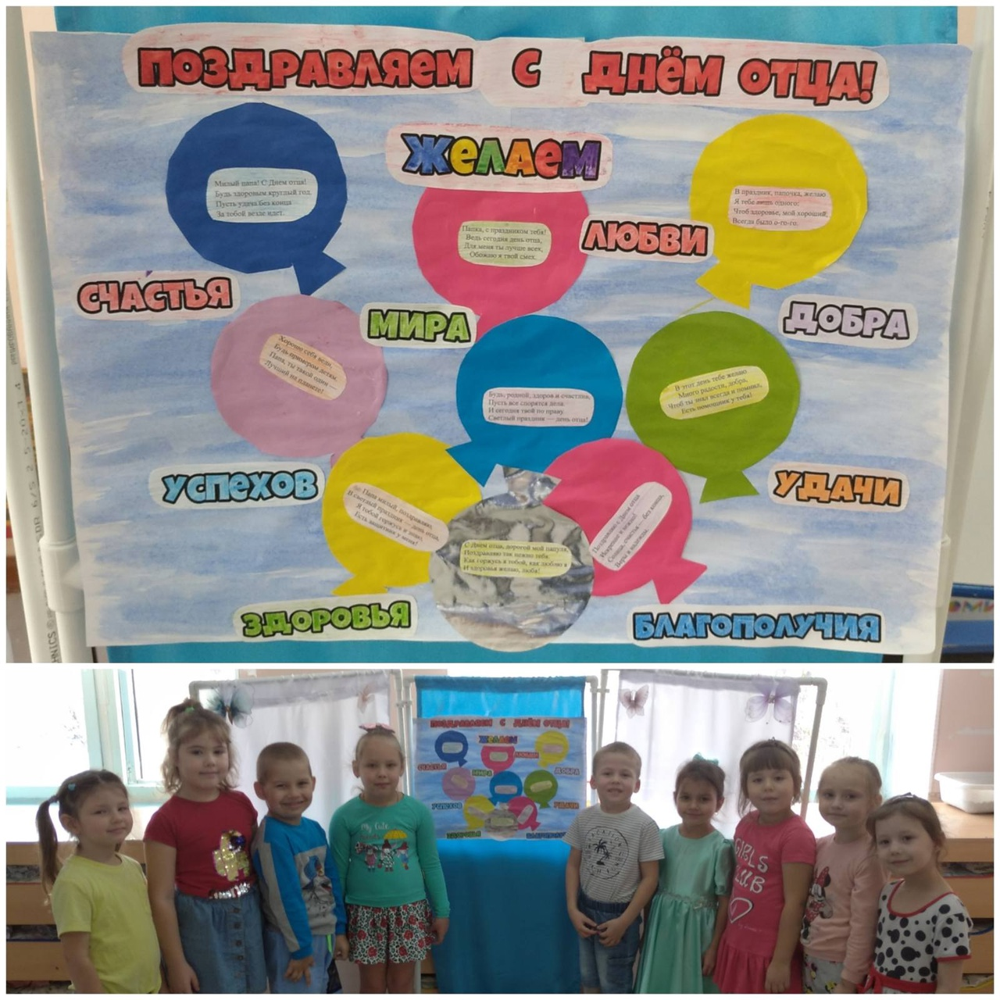 ПОЗДРАВЛЯЕМ С ДНЁМ ОТЦА!
ЖЕЛАЕМ
Милый папа! С Днем отца!
Будь здоровым круглый год,
Пусть удача без конца
За тобой везде идет.
Папка, с праздником тебя!
Ведь сегодня день отца,
Для меня ты лучше всех,
Обожаю я твой смех.
В праздник, папочка, желаю
Я тебе лишь одного:
Чтоб здоровье, мой хороший,
Всегда было о-го-го.
ЛЮБВИ
СЧАСТЬЯ
МИРА
ДОБРА
Хорошо себя веди,
Будь примером детям.
Папа, ты такой один —
Лучший на планете!
Будь, родной, здоров и счастлив,
Пусть все спорятся дела.
И сегодня твой по праву
Светлый праздник — день отца!
В этот день тебе желаю
Много радости, добра,
Чтоб ты знал всегда и помнил,
Есть помощник у тебя!
УСПЕХОВ
УДАЧИ
Папа милый, поздравляю,
В светлый праздник — день отца,
Я тобой горжусь и знаю,
Есть защитник у меня!
С Днем отца, дорогой мой папуля,
Поздравляю так нежно тебя.
Как горжусь я тобой, как люблю я
И здоровья желаю, любя!
Поздравляю с Днем отца
Искренне и нежно!
Солнца, счастья — без конца,
Веры и надежды.
ЗДОРОВЬЯ
БЛАГОПОЛУЧИЯ
ПОЗДРАВЛЯЕМ С ДНЁМ ОТЦА!
ЖЕЛАЕМ
ЛЮБВИ
СЧАСТЬЯ
МИРА
ДОБРА
УСПЕХОВ
УДАЧИ
ЗДОРОВЬЯ
My Cute
GIRLS
CLUB